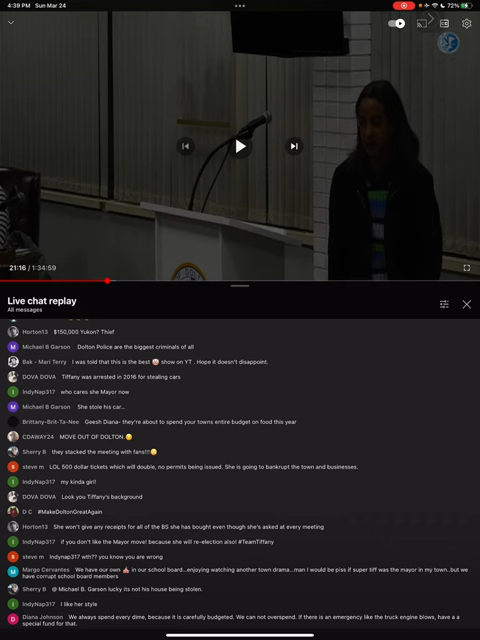 4:39 PM Sun Mar 24
72%
21:16 / 1:34:59
Live chat replay
All messages
Horton13 $150,000 Yukon? Thief
M Michael B Garson Dolton Police are the biggest criminals of all
Bak - Mari Terry I was told that this is the best 🤡 show on YT . Hope it doesn't disappoint.
DOVA DOVA Tiffany was arrested in 2016 for stealing cars
I IndyNap317 who cares she Mayor now
M Michael B Garson She stole his car...
Brittany-Brit-Ta-Nee Geesh Diana- they're about to spend your towns entire budget on food this year
CDAWAY24 MOVE OUT OF DOLTON.
Sherry B they stacked the meeting with fans!!!
s steve m LOL 500 dollar tickets which will double, no permits being issued. She is going to bankrupt the town and businesses.
I IndyNap317 my kinda girl!
DOVA DOVA Look you Tiffany's background
D C #MakeDoltonGreatAgain
Horton13 She won't give any receipts for all of the BS she has bought even though she's asked at every meeting
I IndyNap317 if you don't like the Mayor move! because she will re-election also! #TeamTiffany
s steve m Indynap317 wth?? you know you are wrong
M Margo Cervantes We have our own 🎪 in our school board...enjoying watching another town drama...man I would be piss if super tiff was the mayor in my town..but we
have corrupt school board members
Sherry B @ Michael B. Garson lucky its not his house being stolen.
I IndyNap317 I like her style
D Diana Johnson We always spend every dime, because it is carefully budgeted. We can not overspend. If there is an emergency like the truck engine blows, have a a
special fund for that.